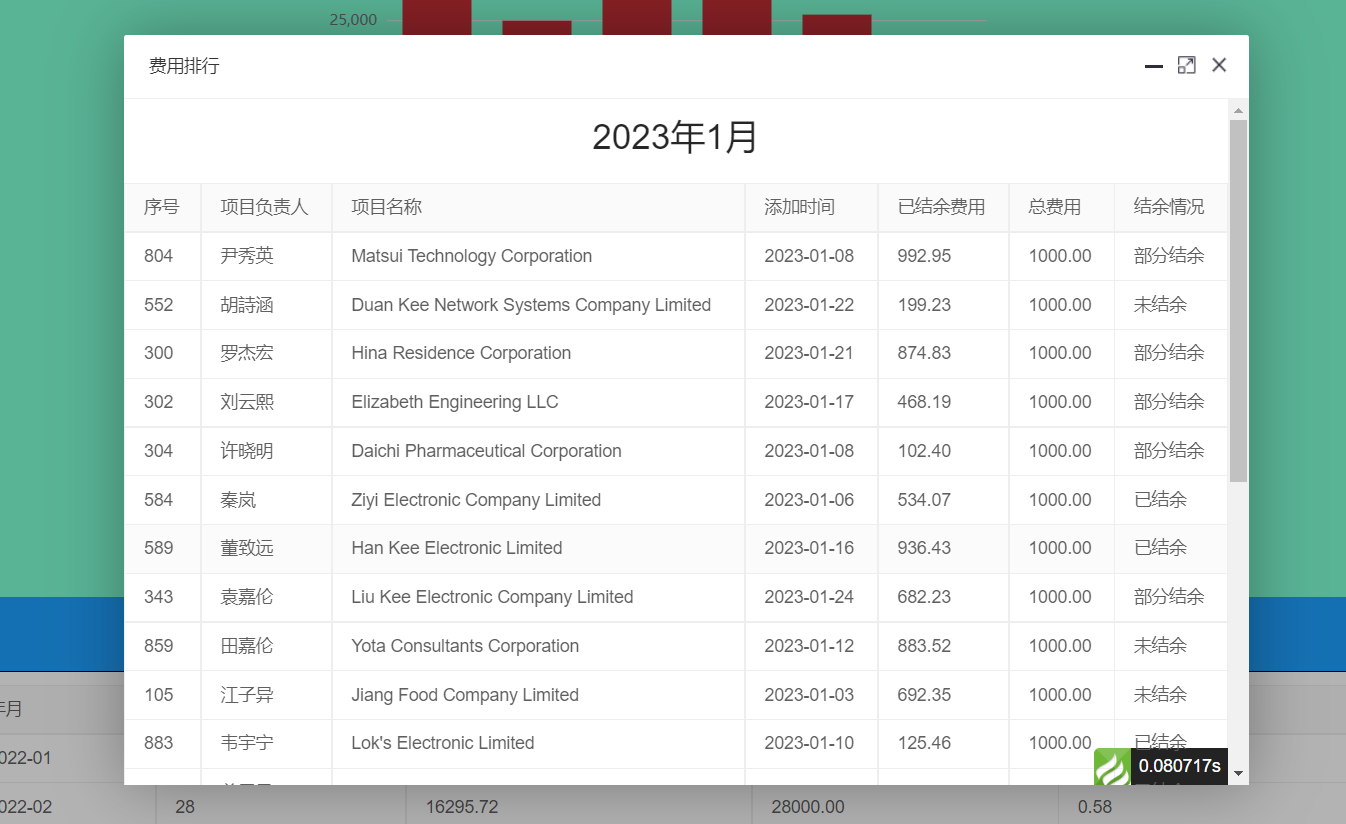 25,000
费用排行
2023年1月
序号 项目负责人 项目名称 添加时间 已结余费用 总费用 结余情况
804 尹秀英 Matsui Technology Corporation 2023-01-08 992.95 1000.00 部分结余
552 胡詩涵 Duan Kee Network Systems Company Limited 2023-01-22 199.23 1000.00 未结余
300 罗杰宏 Hina Residence Corporation 2023-01-21 874.83 1000.00 部分结余
302 刘云熙 Elizabeth Engineering LLC 2023-01-17 468.19 1000.00 部分结余
304 许晓明 Daichi Pharmaceutical Corporation 2023-01-08 102.40 1000.00 部分结余
584 秦岚 Ziyi Electronic Company Limited 2023-01-06 534.07 1000.00 已结余
589 董致远 Han Kee Electronic Limited 2023-01-16 936.43 1000.00 已结余
343 袁嘉伦 Liu Kee Electronic Company Limited 2023-01-24 682.23 1000.00 部分结余
859 田嘉伦 Yota Consultants Corporation 2023-01-12 883.52 1000.00 未结余
105 江子异 Jiang Food Company Limited 2023-01-03 692.35 1000.00 未结余
883 韦宇宁 Lok's Electronic Limited 2023-01-10 125.46 1000.00 已结余
0.080717s
年月
022-01
022-02 28 16295.72 28000.00 0.58